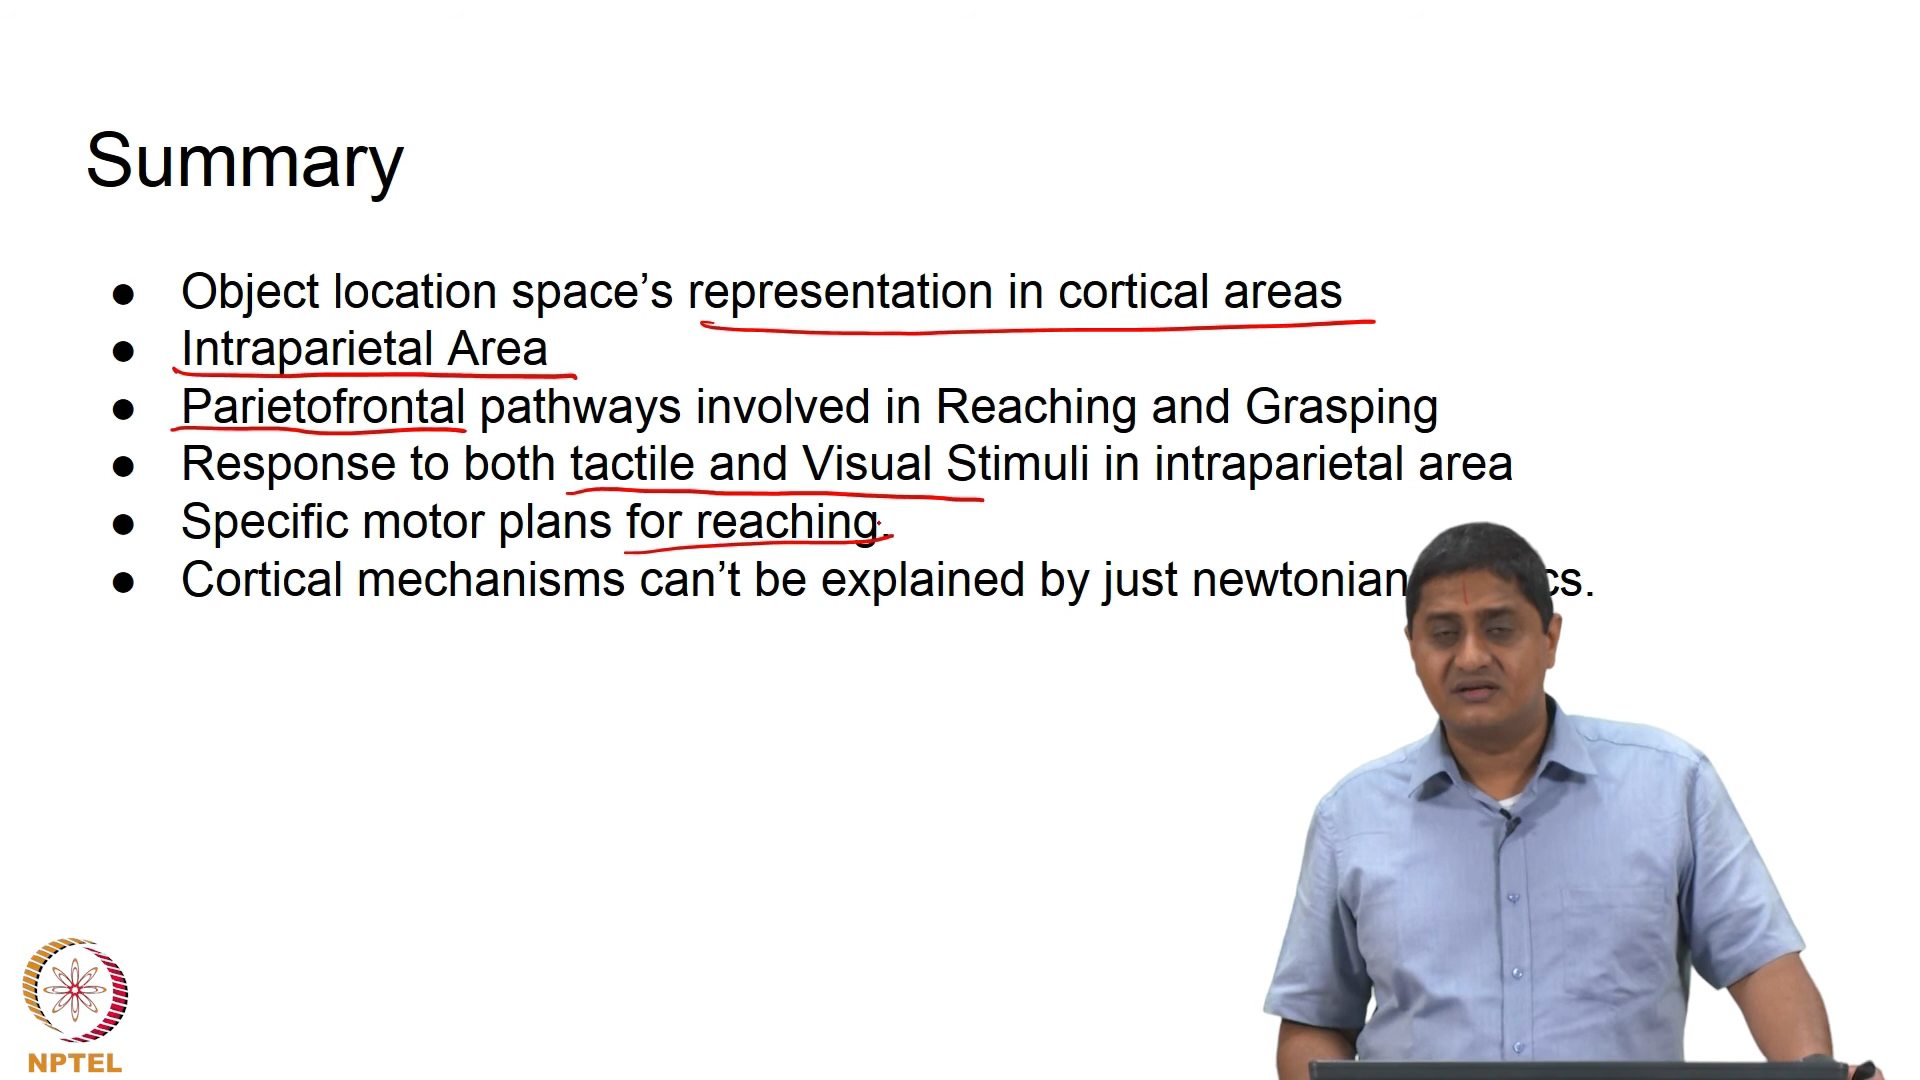 Summary
● Object location space’s representation in cortical areas
● Intraparietal Area
● Parietofrontal pathways involved in Reaching and Grasping
● Response to both tactile and Visual Stimuli in intraparietal area
● Specific motor plans for reaching.
● Cortical mechanisms can’t be explained by just newtonian cs.
NPTEL